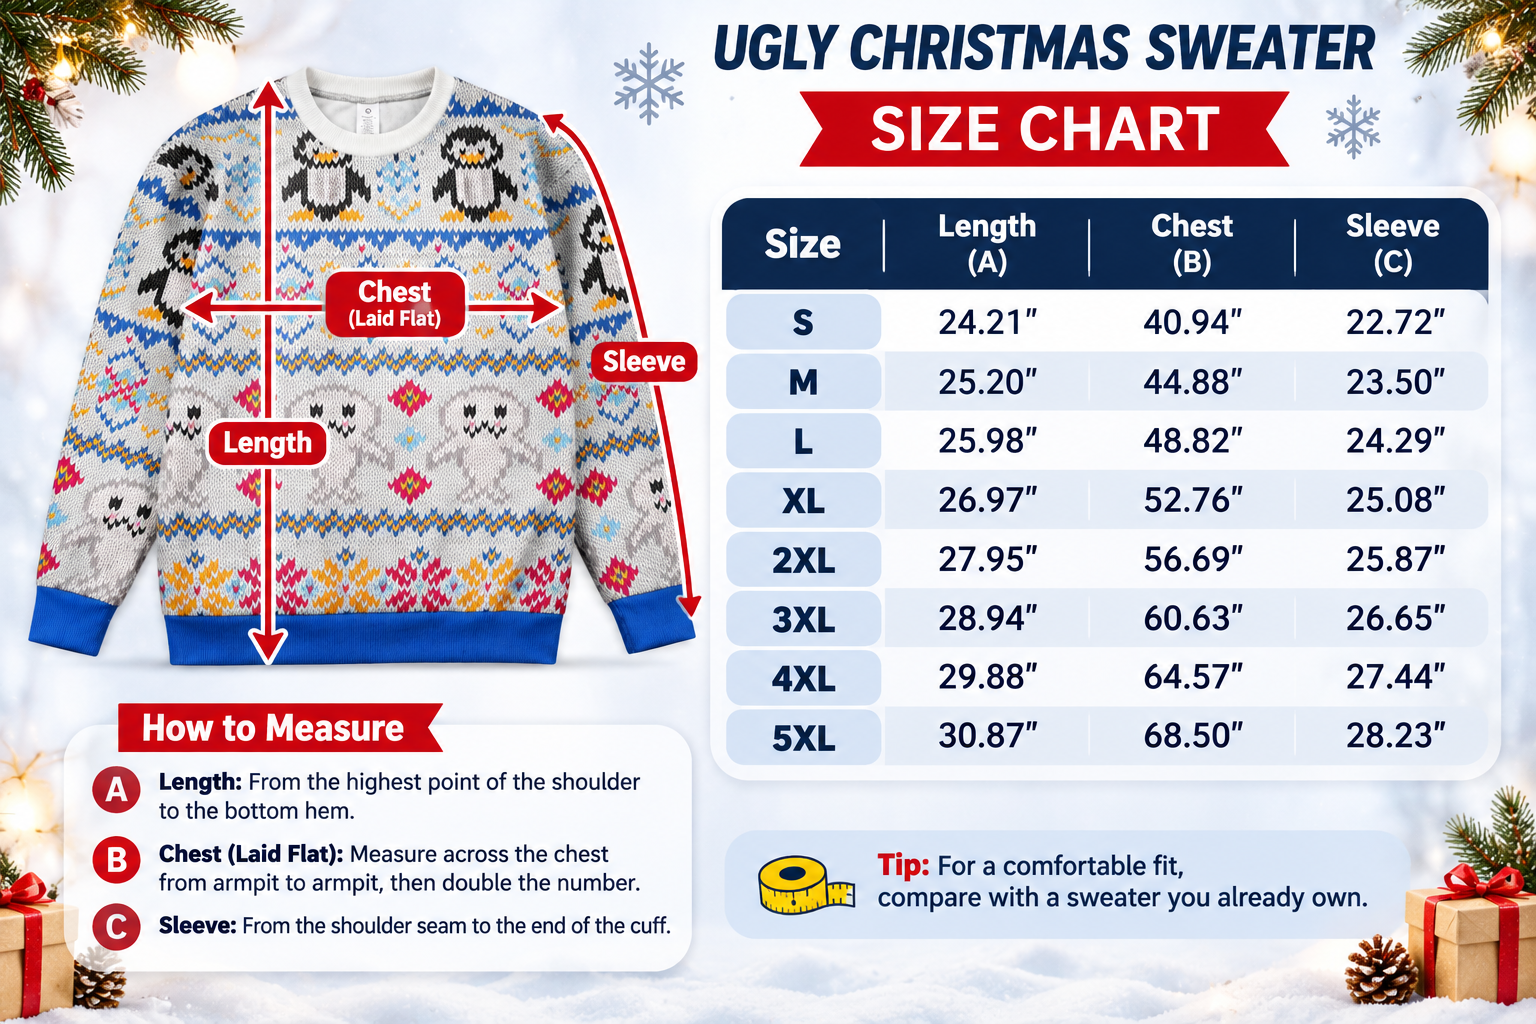 UGLY CHRISTMAS SWEATER
SIZE CHART
Chest
(Laid Flat)
Sleeve
Length
Size Length (A) Chest (B) Sleeve (C)
S 24.21" 40.94" 22.72"
M 25.20" 44.88" 23.50"
L 25.98" 48.82" 24.29"
XL 26.97" 52.76" 25.08"
2XL 27.95" 56.69" 25.87"
3XL 28.94" 60.63" 26.65"
4XL 29.88" 64.57" 27.44"
5XL 30.87" 68.50" 28.23"
How to Measure
A Length: From the highest point of the shoulder
to the bottom hem.
B Chest (Laid Flat): Measure across the chest
from armpit to armpit, then double the number.
C Sleeve: From the shoulder seam to the end of the cuff.
Tip: For a comfortable fit,
compare with a sweater you already own.